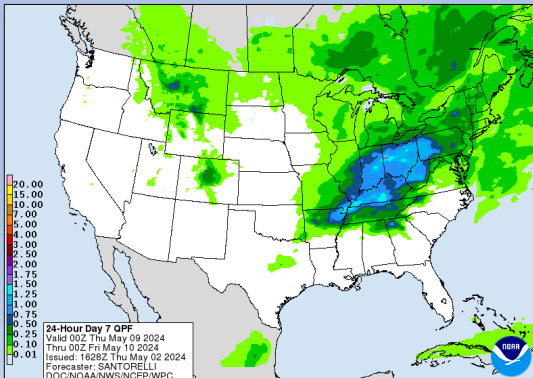 20.00
15.00
10.00
7.00
5.00
4.00
3.00
2.50
2.00
1.75
1.50
1.25
1.00
0.75
0.50
0.25
0.10
0.01
24-Hour Day 7 QPF
Valid 00Z Thu May 09 2024
Thru 00Z Fri May 10 2024
Issued: 1628Z Thu May 02 2024
Forecaster: SANTORELLI
DOC/NOAA/NWS/NCEP/WPC
NOAA